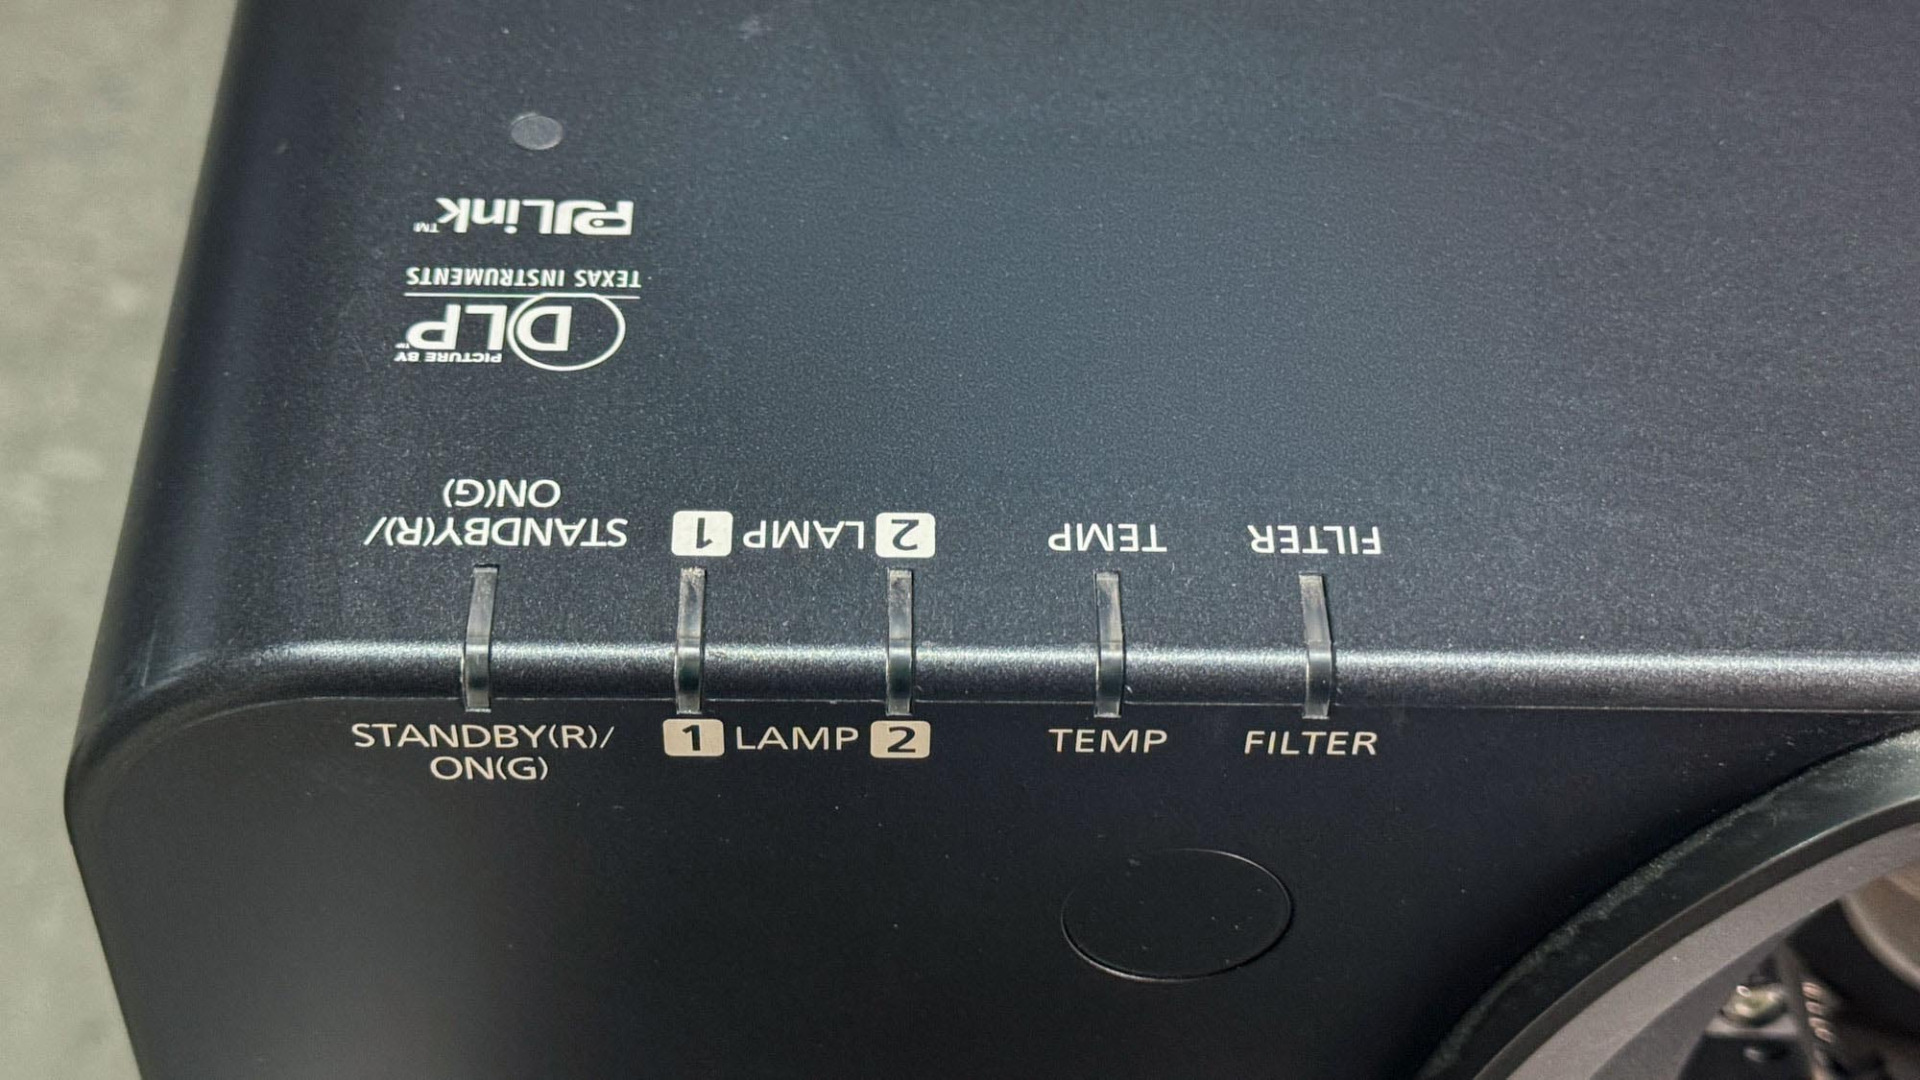 PJLink™
TEXAS INSTRUMENTS
DLP™
PICTURE BY
STANDBY(R)/
ON(G)
1 LAMP 2
TEMP
FILTER
STANDBY(R)/
ON(G)
1 LAMP 2
TEMP
FILTER